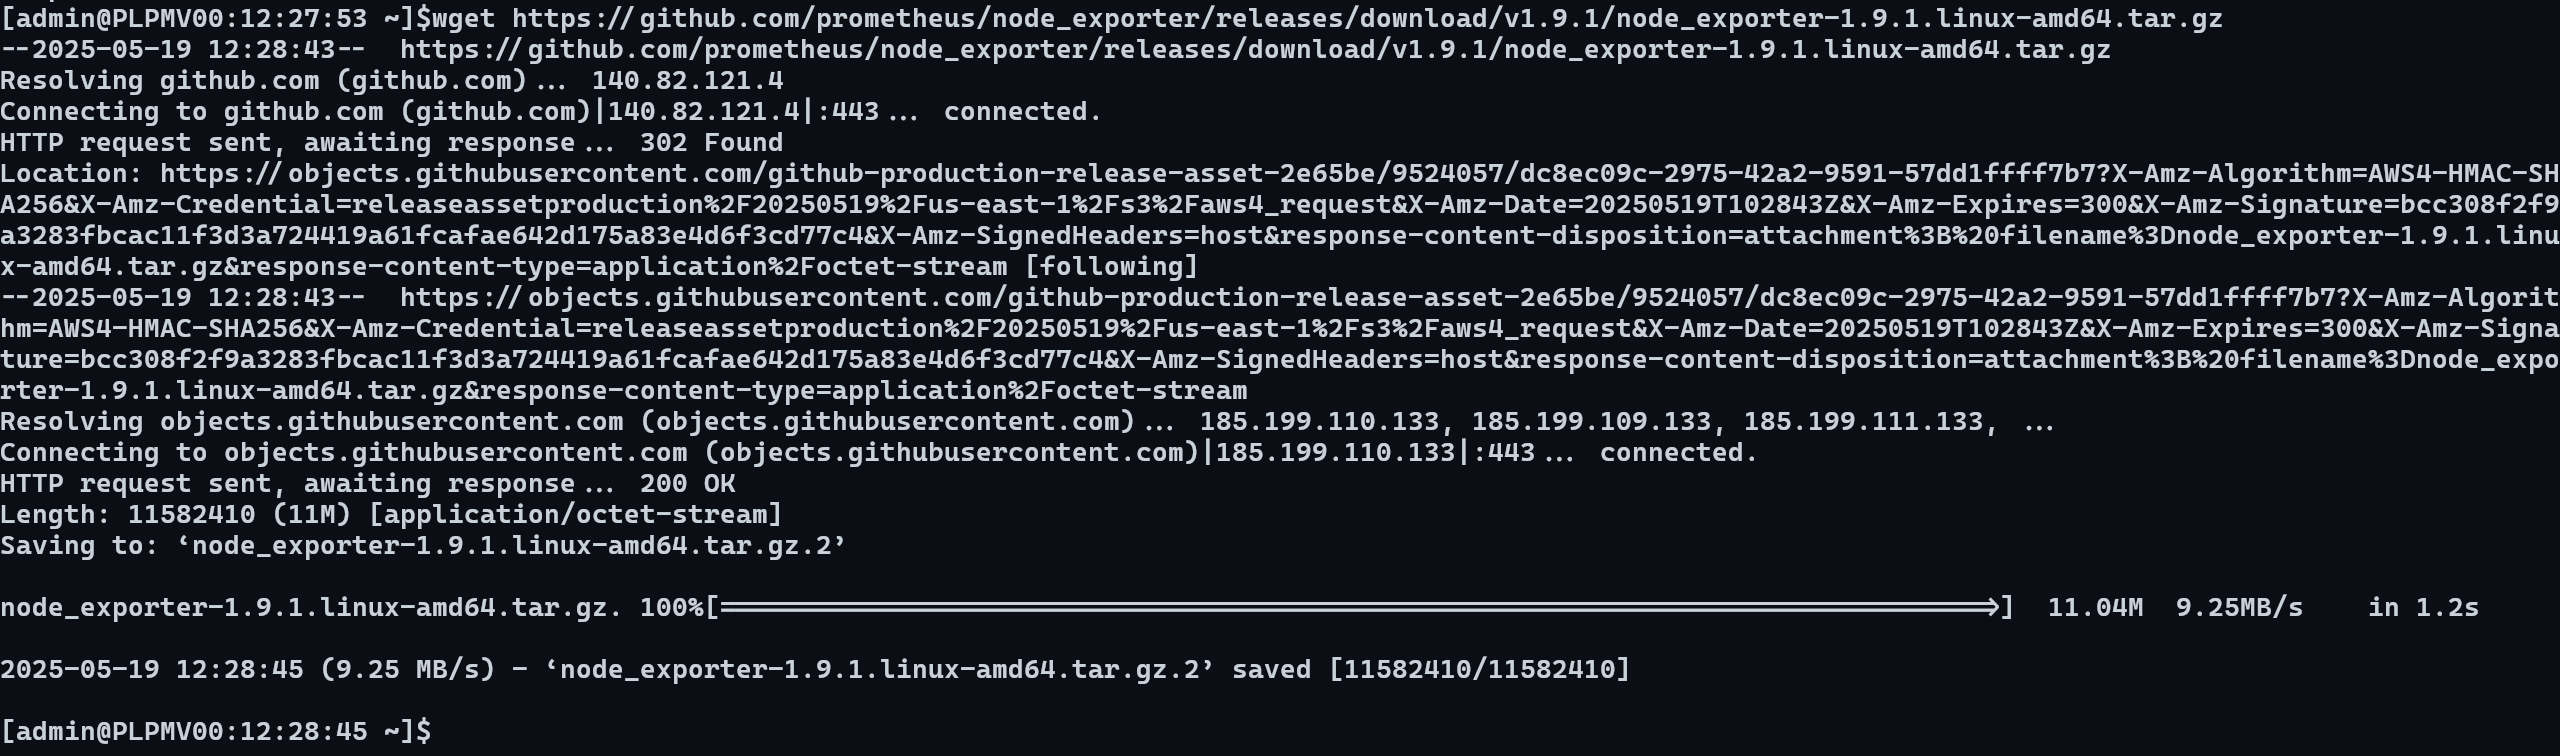 [admin@PLPMV00:12:27:53 ~]$wget https://github.com/prometheus/node_exporter/releases/download/v1.9.1/node_exporter-1.9.1.linux-amd64.tar.gz
--2025-05-19 12:28:43--  https://github.com/prometheus/node_exporter/releases/download/v1.9.1/node_exporter-1.9.1.linux-amd64.tar.gz
Resolving github.com (github.com)... 140.82.121.4
Connecting to github.com (github.com)|140.82.121.4|:443... connected.
HTTP request sent, awaiting response... 302 Found
Location: https://objects.githubusercontent.com/github-production-release-asset-2e65be/9524057/dc8ec09c-2975-42a2-9591-57dd1ffff7b7?X-Amz-Algorithm=AWS4-HMAC-SH
A256&X-Amz-Credential=releaseassetproduction%2F20250519%2Fus-east-1%2Fs3%2Faws4_request&X-Amz-Date=20250519T102843Z&X-Amz-Expires=300&X-Amz-Signature=bcc308f2f9
a3283fbcac11f3d3a724419a61fcafae642d175a83e4d6f3cd77c4&X-Amz-SignedHeaders=host&response-content-disposition=attachment%3B%20filename%3Dnode_exporter-1.9.1.linu
x-amd64.tar.gz&response-content-type=application%2Foctet-stream [following]
--2025-05-19 12:28:43--  https://objects.githubusercontent.com/github-production-release-asset-2e65be/9524057/dc8ec09c-2975-42a2-9591-57dd1ffff7b7?X-Amz-Algorit
hm=AWS4-HMAC-SHA256&X-Amz-Credential=releaseassetproduction%2F20250519%2Fus-east-1%2Fs3%2Faws4_request&X-Amz-Date=20250519T102843Z&X-Amz-Expires=300&X-Amz-Signa
ture=bcc308f2f9a3283fbcac11f3d3a724419a61fcafae642d175a83e4d6f3cd77c4&X-Amz-SignedHeaders=host&response-content-disposition=attachment%3B%20filename%3Dnode_expo
rter-1.9.1.linux-amd64.tar.gz&response-content-type=application%2Foctet-stream
Resolving objects.githubusercontent.com (objects.githubusercontent.com)... 185.199.110.133, 185.199.109.133, 185.199.111.133, ...
Connecting to objects.githubusercontent.com (objects.githubusercontent.com)|185.199.110.133|:443... connected.
HTTP request sent, awaiting response... 200 OK
Length: 11582410 (11M) [application/octet-stream]
Saving to: ‘node_exporter-1.9.1.linux-amd64.tar.gz.2’
node_exporter-1.9.1.linux-amd64.tar.gz. 100%[===============================================================================>]  11.04M  9.25MB/s    in 1.2s
2025-05-19 12:28:45 (9.25 MB/s) - ‘node_exporter-1.9.1.linux-amd64.tar.gz.2’ saved [11582410/11582410]
[admin@PLPMV00:12:28:45 ~]$